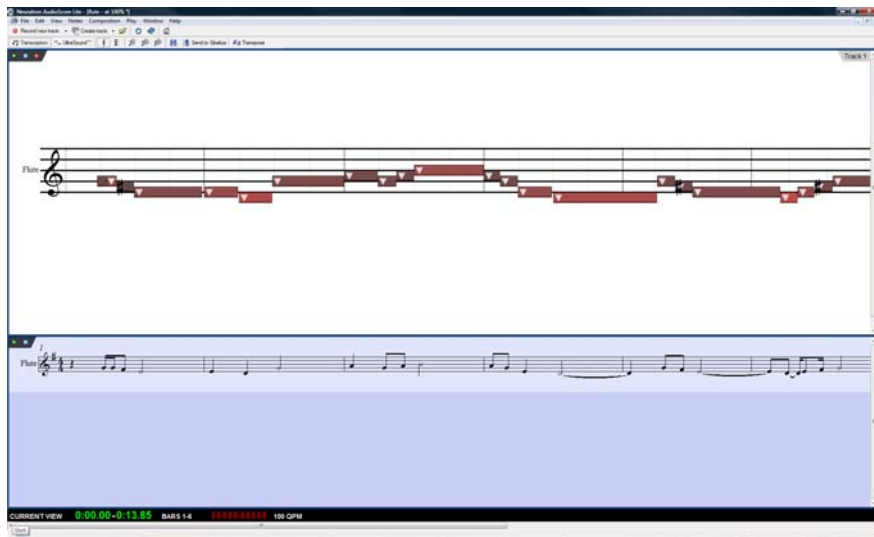 Neuratron AudioScore Lite - [flute - at 100% *]
File Edit View Notes Composition Play Window Help
Record new track Create track
Transcription UltraSound™ Send to Sibelius Transpose
Track 1
Flute
1
Flute
CURRENT VIEW 0:00.00-0:13.85 BARS 1-6 100 QPM
Start